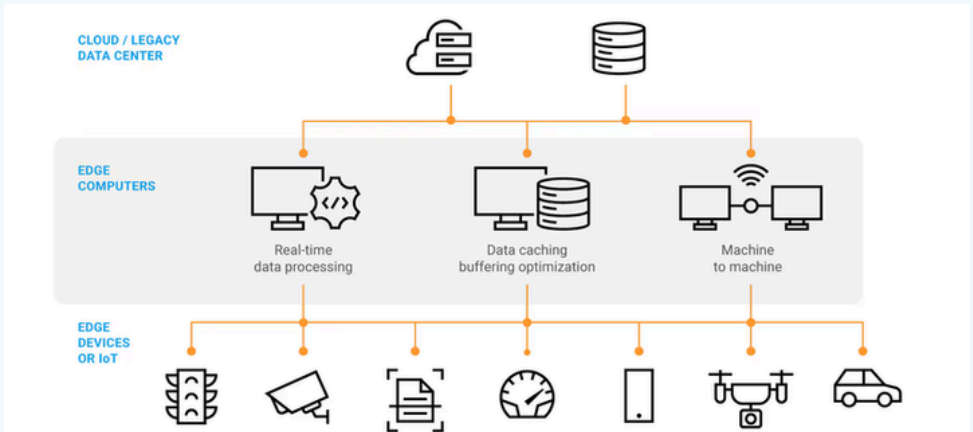 CLOUD / LEGACY
DATA CENTER
EDGE
COMPUTERS
</>
Real-time
data processing
Data caching
buffering optimization
Machine
to machine
EDGE
DEVICES
OR IoT